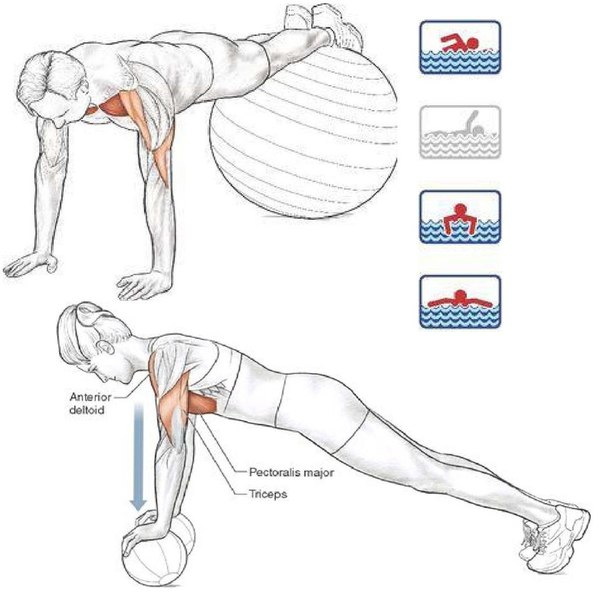 Anterior
deltoid
Pectoralis major
Triceps